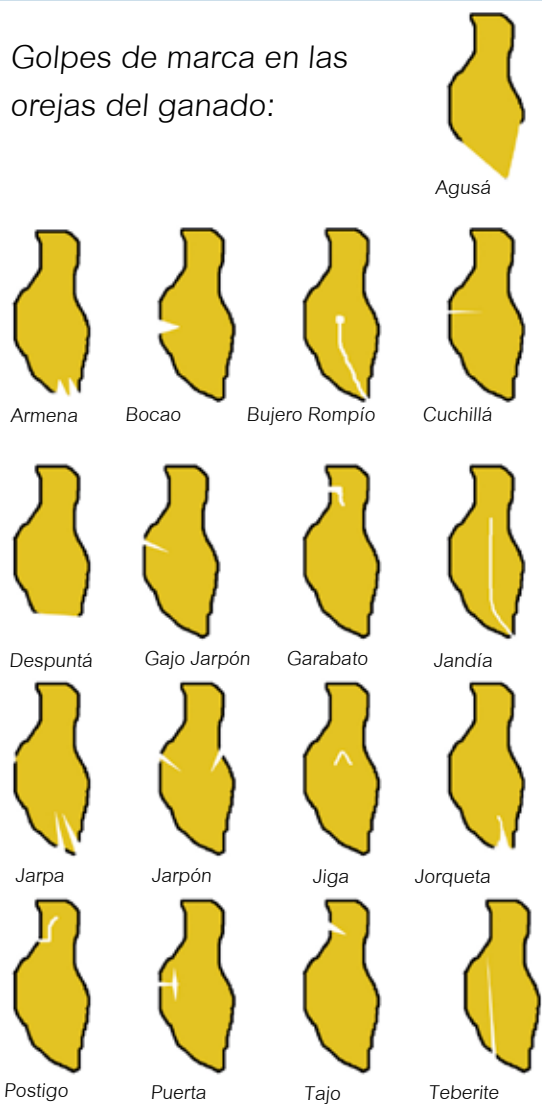 Golpes de marca en las
orejas del ganado:
Agusá
Armena
Bocao
Bujero Rompío
Cuchillá
Despuntá
Gajo Jarpón
Garabato
Jandía
Jarpa
Jarpón
Jiga
Jorqueta
Postigo
Puerta
Tajo
Teberite